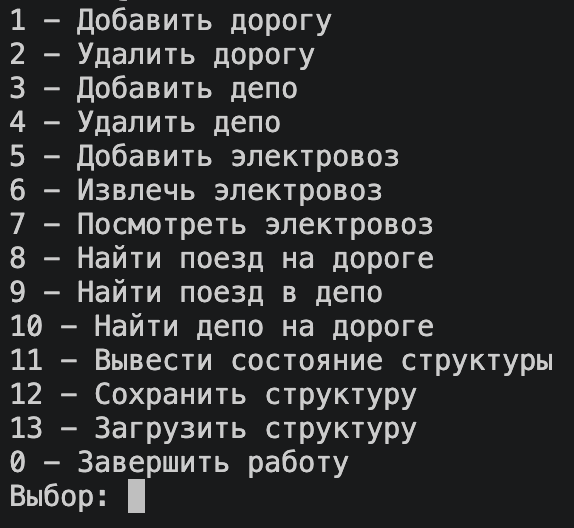 1 – Добавить дорогу
2 – Удалить дорогу
3 – Добавить депо
4 – Удалить депо
5 – Добавить электровоз
6 – Извлечь электровоз
7 – Посмотреть электровоз
8 – Найти поезд на дороге
9 – Найти поезд в депо
10 – Найти депо на дороге
11 – Вывести состояние структуры
12 – Сохранить структуру
13 – Загрузить структуру
0 – Завершить работу
Выбор: